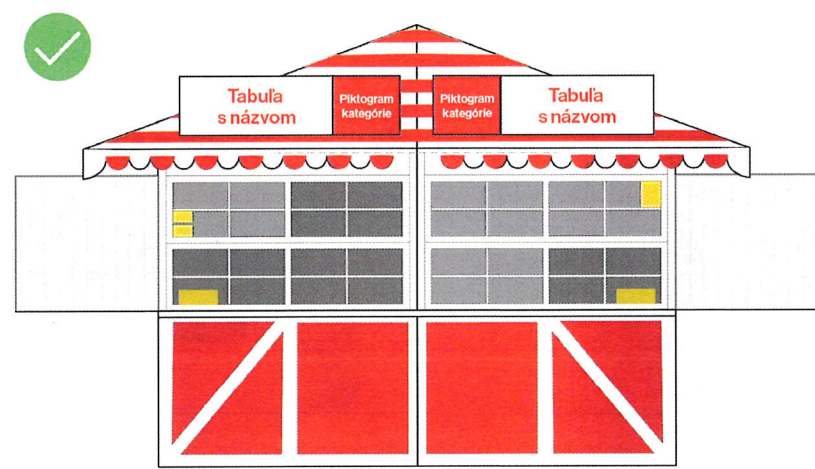 Tabuľa
s názvom
Piktogram
kategórie
Piktogram
kategórie
Tabuľa
s názvom